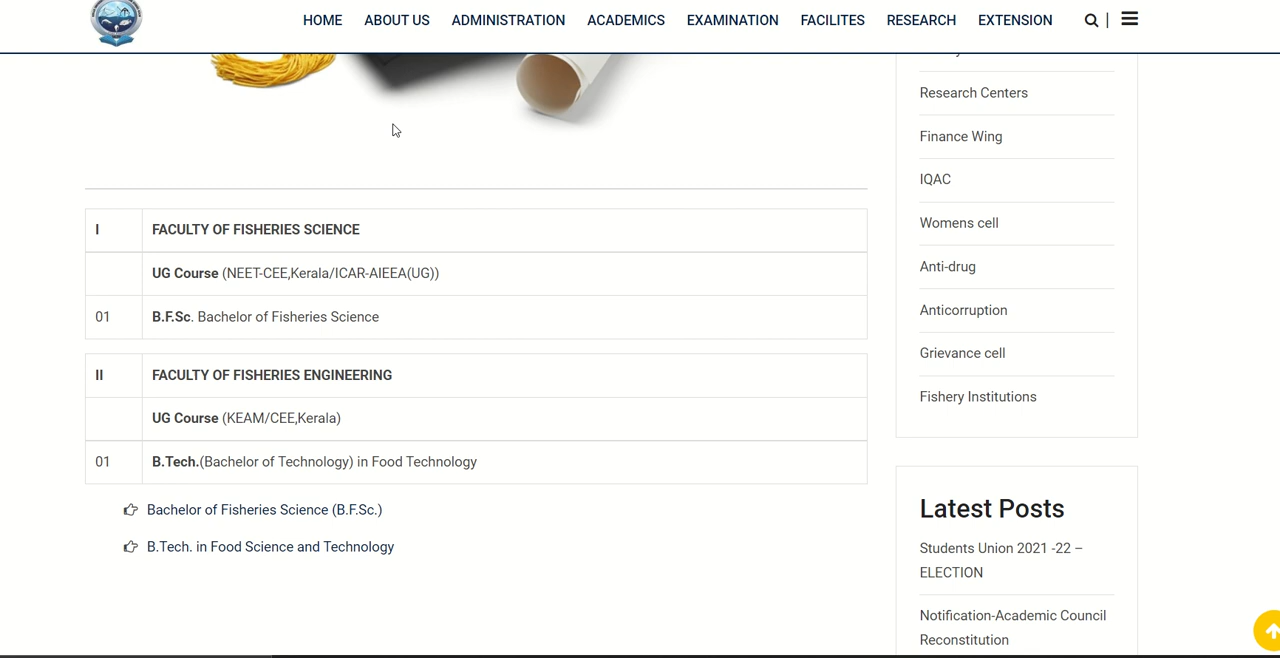 HOME ABOUT US ADMINISTRATION ACADEMICS EXAMINATION FACILITES RESEARCH EXTENSION |
I FACULTY OF FISHERIES SCIENCE
UG Course (NEET-CEE,Kerala/ICAR-AIEEA(UG))
01 B.F.Sc. Bachelor of Fisheries Science
II FACULTY OF FISHERIES ENGINEERING
UG Course (KEAM/CEE,Kerala)
01 B.Tech.(Bachelor of Technology) in Food Technology
Bachelor of Fisheries Science (B.F.Sc.)
B.Tech. in Food Science and Technology
Research Centers
Finance Wing
IQAC
Womens cell
Anti-drug
Anticorruption
Grievance cell
Fishery Institutions
Latest Posts
Students Union 2021 -22 –
ELECTION
Notification-Academic Council
Reconstitution